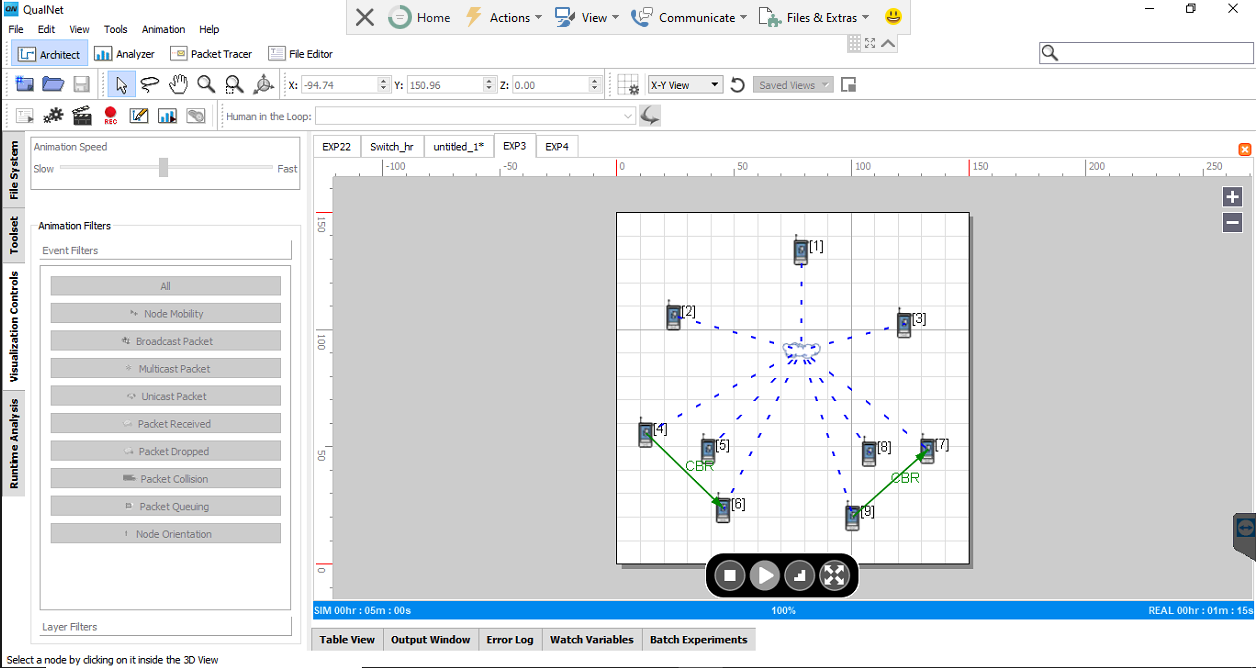 QN QualNet
Home Actions View Communicate Files & Extras
File Edit View Tools Animation Help
Architect Analyzer Packet Tracer File Editor
X: -94.74 Y: 150.96 Z: 0.00 X-Y View Saved Views
REC Human in the Loop:
File System
Toolset
Visualization Controls
Runtime Analysis
Animation Speed
Slow Fast
Animation Filters
Event Filters
All
Node Mobility
Broadcast Packet
Multicast Packet
Unicast Packet
Packet Received
Packet Dropped
Packet Collision
Packet Queuing
Node Orientation
Layer Filters
EXP22 Switch_hr untitled_1* EXP3 EXP4
-100 -50 0 50 100 150 200 250
150
100
50
0
[1]
[2]
[3]
[4]
[5]
[8]
[7]
CBR
CBR
[6]
[9]
SIM 00hr : 05m : 00s 100% REAL 00hr : 01m : 15s
Table View Output Window Error Log Watch Variables Batch Experiments
Select a node by clicking on it inside the 3D View